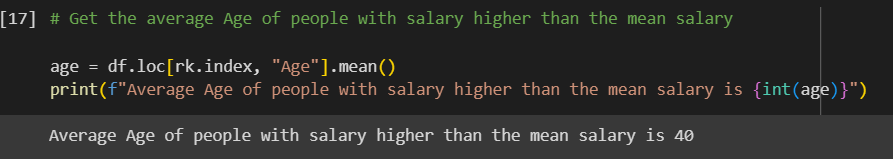 [17] # Get the average Age of people with salary higher than the mean salary
age = df.loc[rk.index, "Age"].mean()
print(f"Average Age of people with salary higher than the mean salary is {int(age)}")
Average Age of people with salary higher than the mean salary is 40